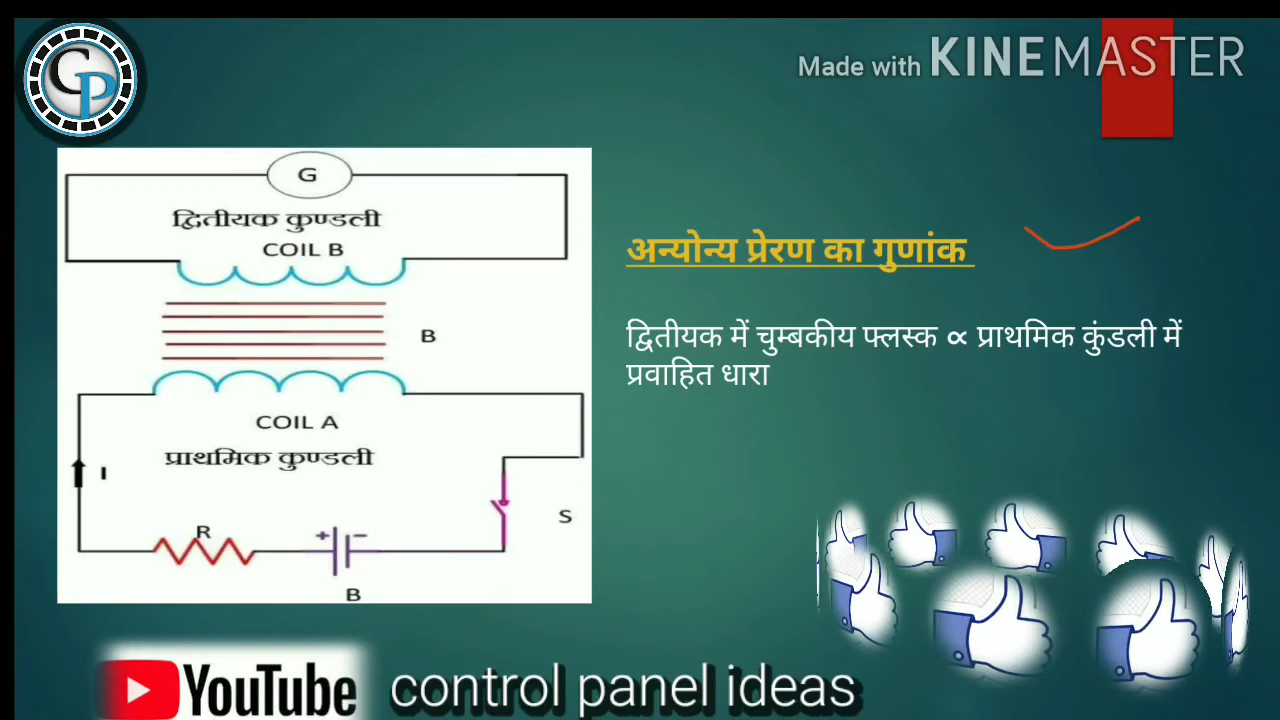 CP
Made with KINEMASTER
G
द्वितीयक कुण्डली
COIL B
B
COIL A
प्राथमिक कुण्डली
I
R
S
+ −
B
अन्योन्य प्रेरण का गुणांक
द्वितीयक में चुम्बकीय फ्लस्क ∝ प्राथमिक कुंडली में
प्रवाहित धारा
YouTube control panel ideas